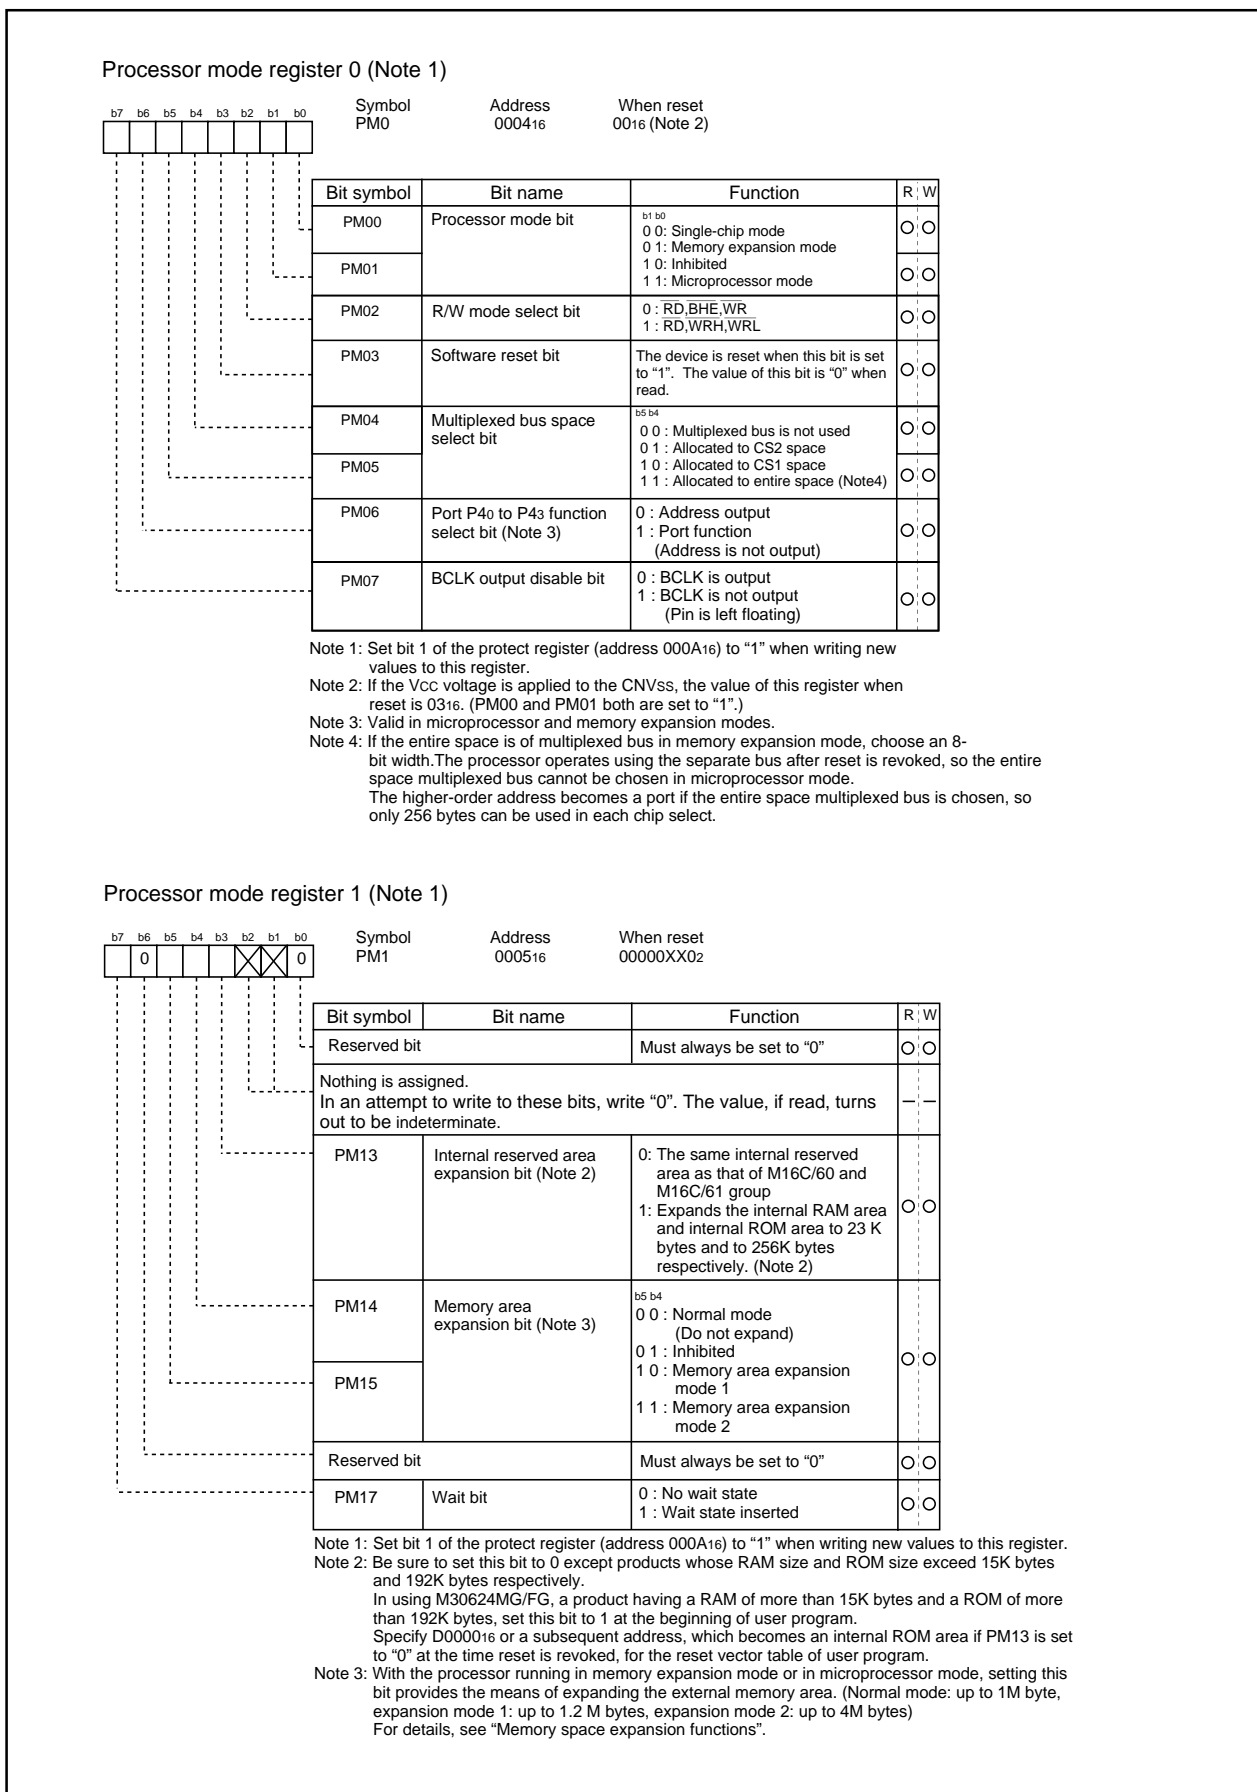 Processor mode register 0 (Note 1)
b7 b6 b5 b4 b3 b2 b1 b0
Symbol Address When reset
PM0 000416 0016 (Note 2)
Bit symbol Bit name Function R W
PM00 Processor mode bit
b1 b0
0 0: Single-chip mode
0 1: Memory expansion mode
1 0: Inhibited
1 1: Microprocessor mode
PM01
PM02 R/W mode select bit
0 : RD,BHE,WR
1 : RD,WRH,WRL
PM03 Software reset bit
The device is reset when this bit is set
to “1”. The value of this bit is “0” when
read.
PM04 Multiplexed bus space
select bit
b5 b4
0 0 : Multiplexed bus is not used
0 1 : Allocated to CS2 space
1 0 : Allocated to CS1 space
1 1 : Allocated to entire space (Note4)
PM05
PM06 Port P40 to P43 function
select bit (Note 3)
0 : Address output
1 : Port function
(Address is not output)
PM07 BCLK output disable bit
0 : BCLK is output
1 : BCLK is not output
(Pin is left floating)
Note 1: Set bit 1 of the protect register (address 000A16) to “1” when writing new
values to this register.
Note 2: If the VCC voltage is applied to the CNVSS, the value of this register when
reset is 0316. (PM00 and PM01 both are set to “1”.)
Note 3: Valid in microprocessor and memory expansion modes.
Note 4: If the entire space is of multiplexed bus in memory expansion mode, choose an 8-
bit width.The processor operates using the separate bus after reset is revoked, so the entire
space multiplexed bus cannot be chosen in microprocessor mode.
The higher-order address becomes a port if the entire space multiplexed bus is chosen, so
only 256 bytes can be used in each chip select.
Processor mode register 1 (Note 1)
b7 b6 b5 b4 b3 b2 b1 b0
0 0
Symbol Address When reset
PM1 000516 00000XX02
Bit symbol Bit name Function R W
Reserved bit Must always be set to “0”
Nothing is assigned.
In an attempt to write to these bits, write “0”. The value, if read, turns
out to be indeterminate.
PM13 Internal reserved area
expansion bit (Note 2)
0: The same internal reserved
area as that of M16C/60 and
M16C/61 group
1: Expands the internal RAM area
and internal ROM area to 23 K
bytes and to 256K bytes
respectively. (Note 2)
PM14 Memory area
expansion bit (Note 3)
b5 b4
0 0 : Normal mode
(Do not expand)
0 1 : Inhibited
1 0 : Memory area expansion
mode 1
1 1 : Memory area expansion
mode 2
PM15
Reserved bit Must always be set to “0”
PM17 Wait bit
0 : No wait state
1 : Wait state inserted
Note 1: Set bit 1 of the protect register (address 000A16) to “1” when writing new values to this register.
Note 2: Be sure to set this bit to 0 except products whose RAM size and ROM size exceed 15K bytes
and 192K bytes respectively.
In using M30624MG/FG, a product having a RAM of more than 15K bytes and a ROM of more
than 192K bytes, set this bit to 1 at the beginning of user program.
Specify D000016 or a subsequent address, which becomes an internal ROM area if PM13 is set
to “0” at the time reset is revoked, for the reset vector table of user program.
Note 3: With the processor running in memory expansion mode or in microprocessor mode, setting this
bit provides the means of expanding the external memory area. (Normal mode: up to 1M byte,
expansion mode 1: up to 1.2 M bytes, expansion mode 2: up to 4M bytes)
For details, see “Memory space expansion functions”.